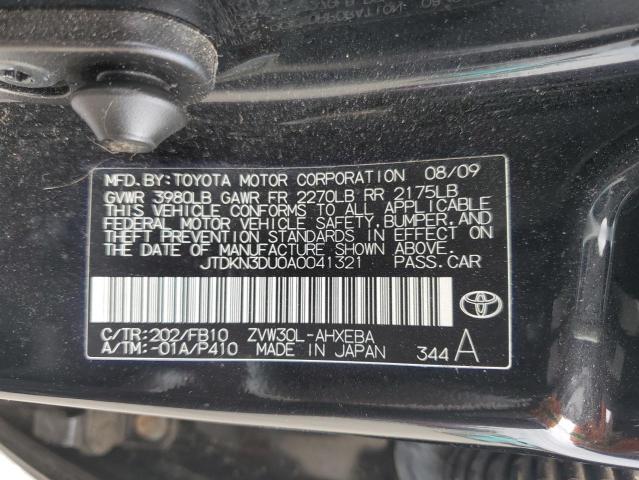 MFD.BY:TOYOTA MOTOR CORPORATION 08/09
GVWR 3980LB GAWR FR 2270LB RR 2175LB
THIS VEHICLE CONFORMS TO ALL APPLICABLE
FEDERAL MOTOR VEHICLE SAFETY,BUMPER,AND
THEFT PREVENTION STANDARDS IN EFFECT ON
THE DATE OF MANUFACTURE SHOWN ABOVE.
JTDKN3DU0A0041321 PASS.CAR
C/TR:202/FB10 ZVW30L-AHXEBA
A/TM:-01A/P410 MADE IN JAPAN 344 A